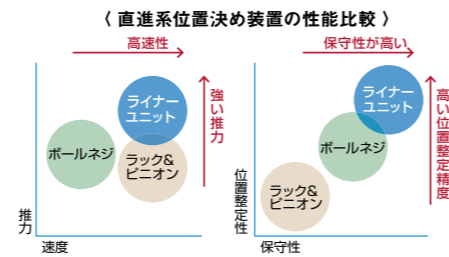 〈 直進系位置決め装置の性能比較 〉
高速性
ライナー
ユニット
ボールネジ
ラック&
ピニオン
強い推力
推力
速度
保守性が高い
ライナー
ユニット
ボールネジ
ラック&
ピニオン
高い位置整定精度
位置整定性
保守性